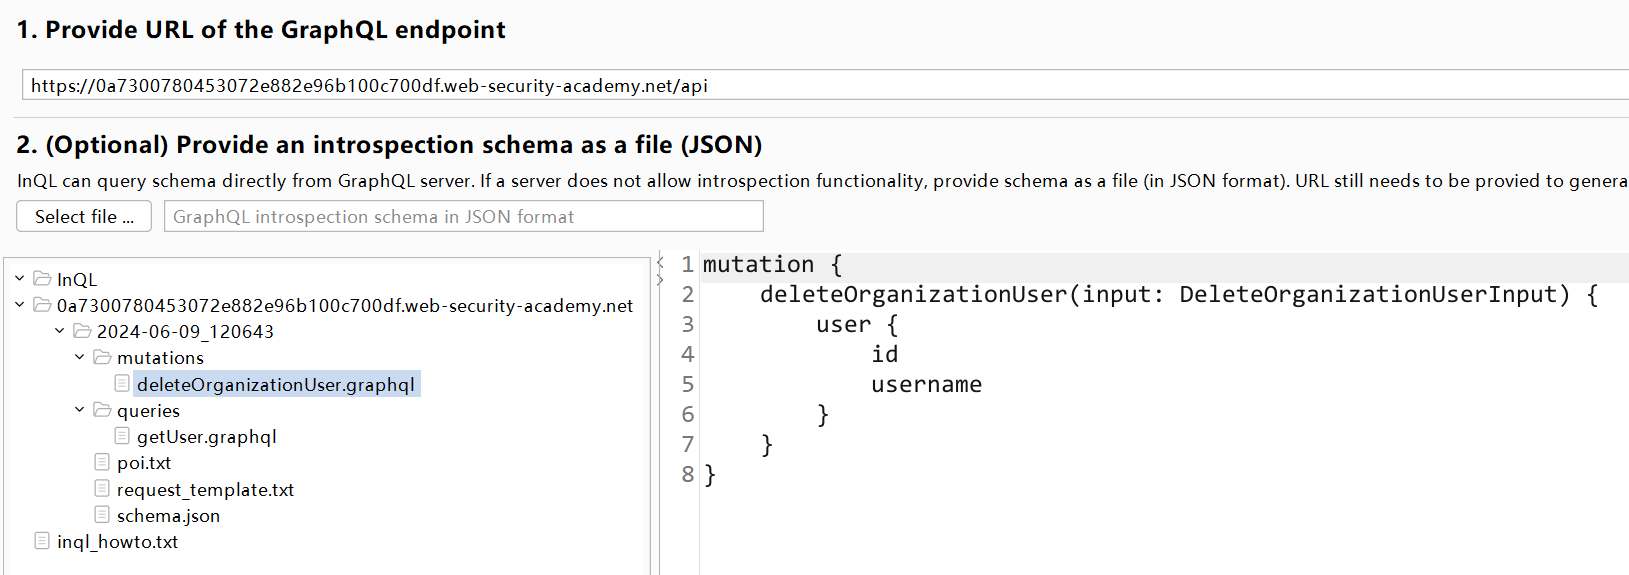 1. Provide URL of the GraphQL endpoint
https://0a7300780453072e882e96b100c700df.web-security-academy.net/api
2. (Optional) Provide an introspection schema as a file (JSON)
InQL can query schema directly from GraphQL server. If a server does not allow introspection functionality, provide schema as a file (in JSON format). URL still needs to be provied to genera
Select file ...
GraphQL introspection schema in JSON format
InQL
0a7300780453072e882e96b100c700df.web-security-academy.net
2024-06-09_120643
mutations
deleteOrganizationUser.graphql
queries
getUser.graphql
poi.txt
request_template.txt
schema.json
inql_howto.txt
1 mutation {
2     deleteOrganizationUser(input: DeleteOrganizationUserInput) {
3         user {
4             id
5             username
6         }
7     }
8 }